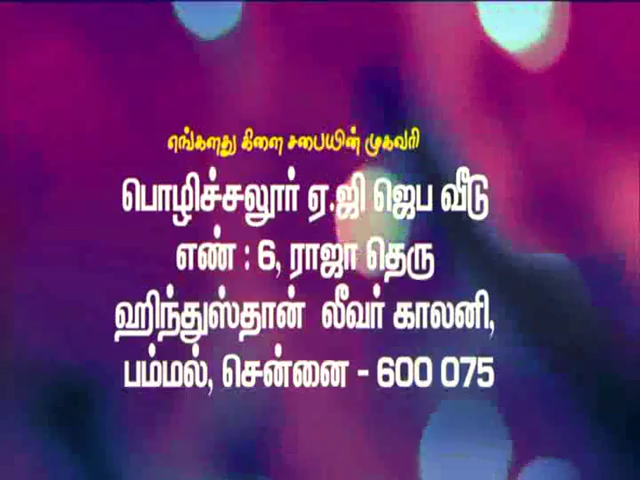 எங்களது கிளை சபையின் முகவரி
பொழிச்சலூர் ஏ.ஜி ஜெப வீடு
எண் : 6, ராஜா தெரு
ஹிந்துஸ்தான் லீவர் காலனி,
பம்மல், சென்னை - 600 075